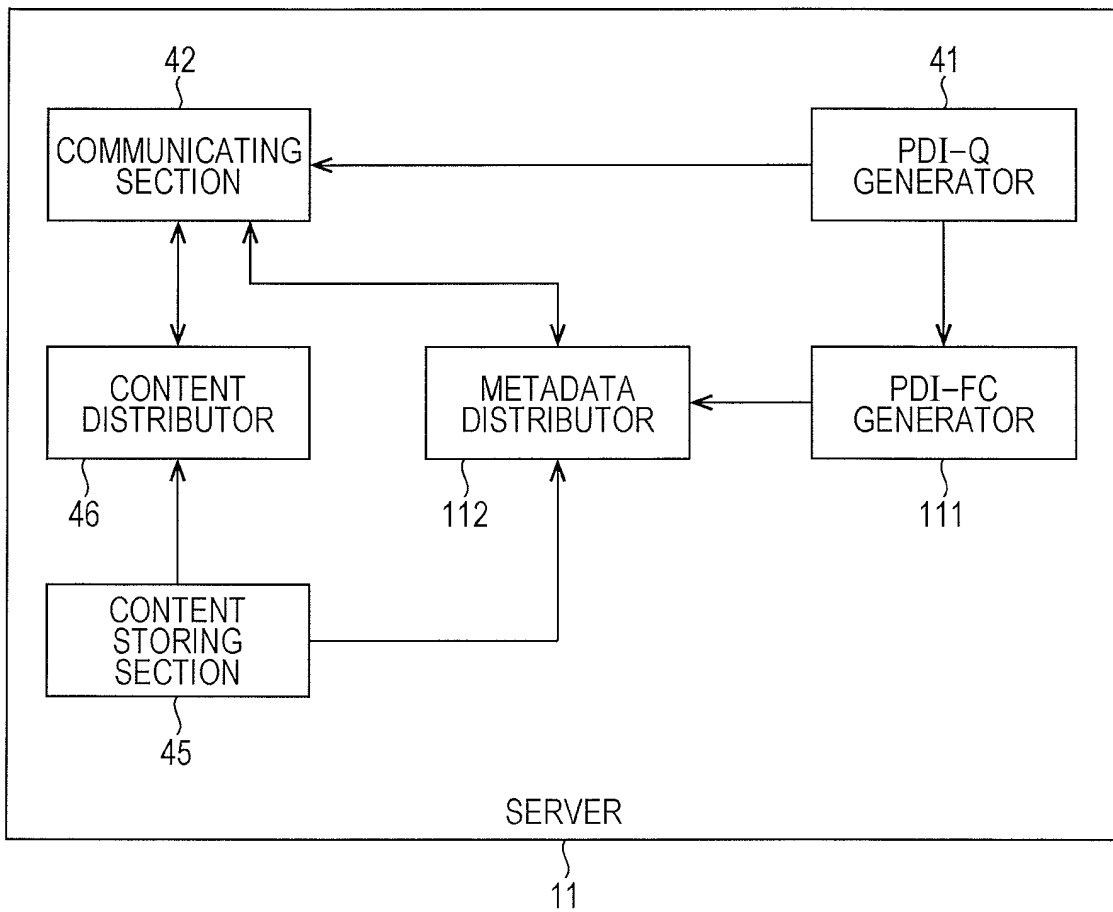 42
41
COMMUNICATING
SECTION
PDI-Q
GENERATOR
CONTENT
DISTRIBUTOR
METADATA
DISTRIBUTOR
PDI-FC
GENERATOR
46
112
111
CONTENT
STORING
SECTION
45
SERVER
11